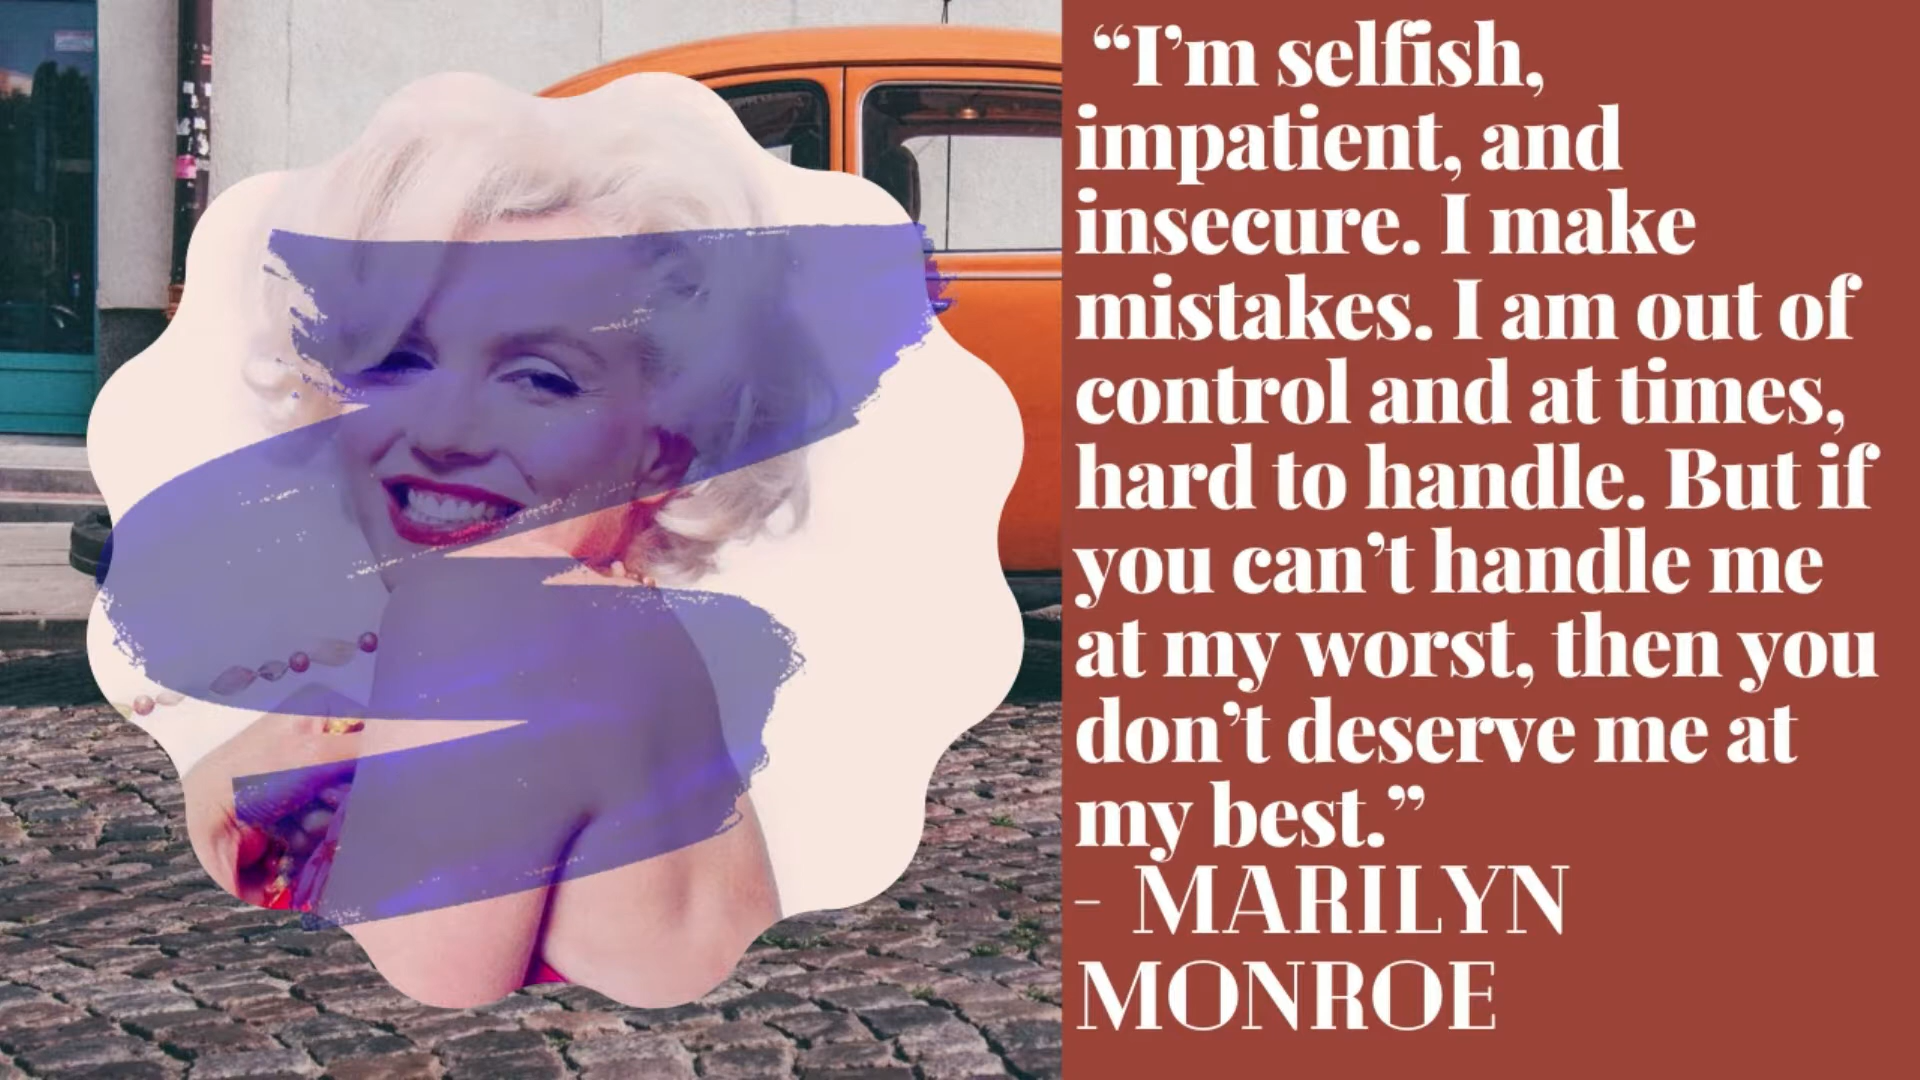 “I’m selfish,
impatient, and
insecure. I make
mistakes. I am out of
control and at times,
hard to handle. But if
you can’t handle me
at my worst, then you
don’t deserve me at
my best.”
- MARILYN
MONROE